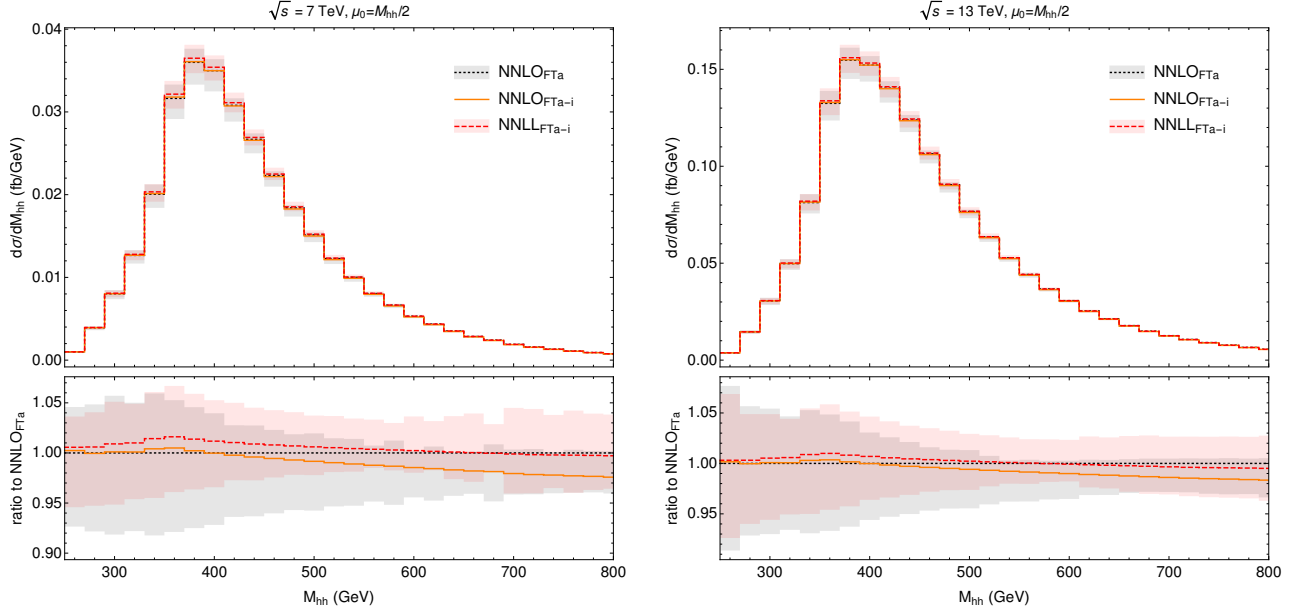 √s = 7 TeV, μ0=Mhh/2
0.04
0.03
0.02
0.01
0.00
dσ/dMhh (fb/GeV)
NNLOFTa
NNLOFTa-i
NNLLFTa-i
1.05
1.00
0.95
0.90
ratio to NNLOFTa
300 400 500 600 700 800
Mhh (GeV)
√s = 13 TeV, μ0=Mhh/2
0.15
0.10
0.05
0.00
dσ/dMhh (fb/GeV)
NNLOFTa
NNLOFTa-i
NNLLFTa-i
1.05
1.00
0.95
ratio to NNLOFTa
300 400 500 600 700 800
Mhh (GeV)